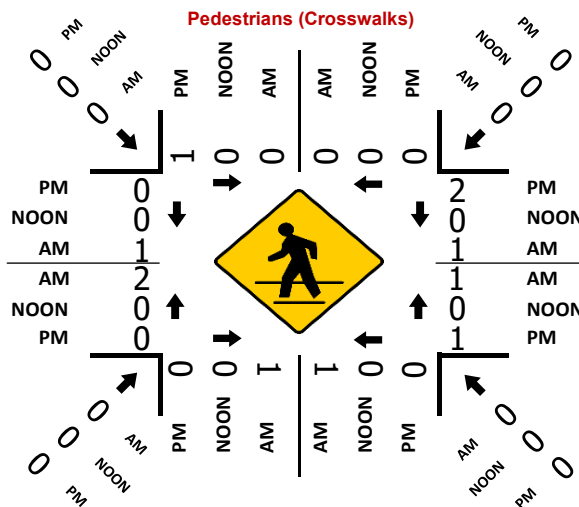 Pedestrians (Crosswalks)
0 PM
0 NOON
0 AM
PM NOON AM AM NOON PM
1 0 0 0 0 0
PM 0
NOON 0
AM 0
PM 0 2 PM
NOON 0 0 NOON
AM 1 1 AM
AM 2 1 AM
NOON 0 0 NOON
PM 0 1 PM
0 0 1 1 0 0
PM NOON AM AM NOON PM
0 AM
0 NOON
0 PM
AM 0
NOON 0
PM 0